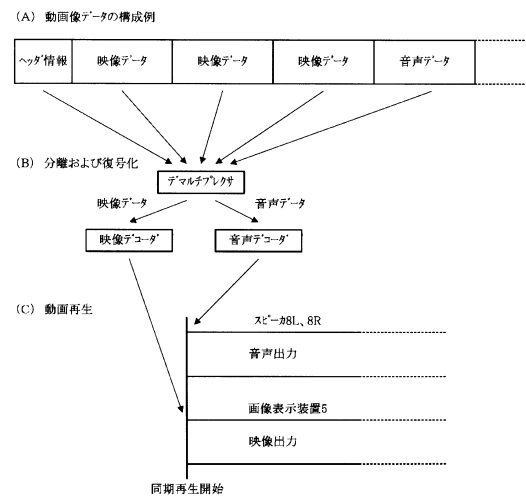 (A) 動画像ﾃﾞｰﾀの構成例
ﾍｯﾀﾞ情報 映像ﾃﾞｰﾀ 映像ﾃﾞｰﾀ 映像ﾃﾞｰﾀ 音声ﾃﾞｰﾀ
(B) 分離および復号化
ﾃﾞﾏﾙﾁﾌﾟﾚｸｻ
映像ﾃﾞｰﾀ 音声ﾃﾞｰﾀ
映像ﾃﾞｺｰﾀﾞ 音声ﾃﾞｺｰﾀﾞ
(C) 動画再生
ｽﾋﾟｰｶ8L、8R
音声出力
画像表示装置5
映像出力
同期再生開始